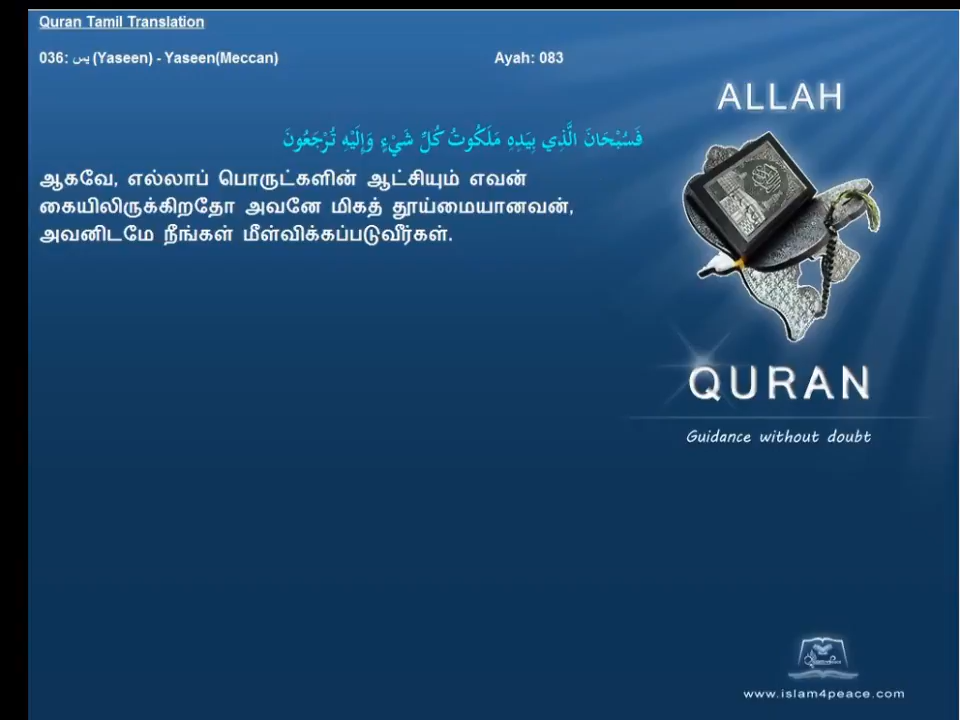 Quran Tamil Translation
036: يس (Yaseen) - Yaseen(Meccan) Ayah: 083
فَسُبْحَانَ الَّذِي بِيَدِهِ مَلَكُوتُ كُلِّ شَيْءٍ وَإِلَيْهِ تُرْجَعُونَ
ஆகவே, எல்லாப் பொருட்களின் ஆட்சியும் எவன்
கையிலிருக்கிறதோ அவனே மிகத் தூய்மையானவன்,
அவனிடமே நீங்கள் மீள்விக்கப்படுவீர்கள்.
ALLAH
QURAN
Guidance without doubt
www.islam4peace.com